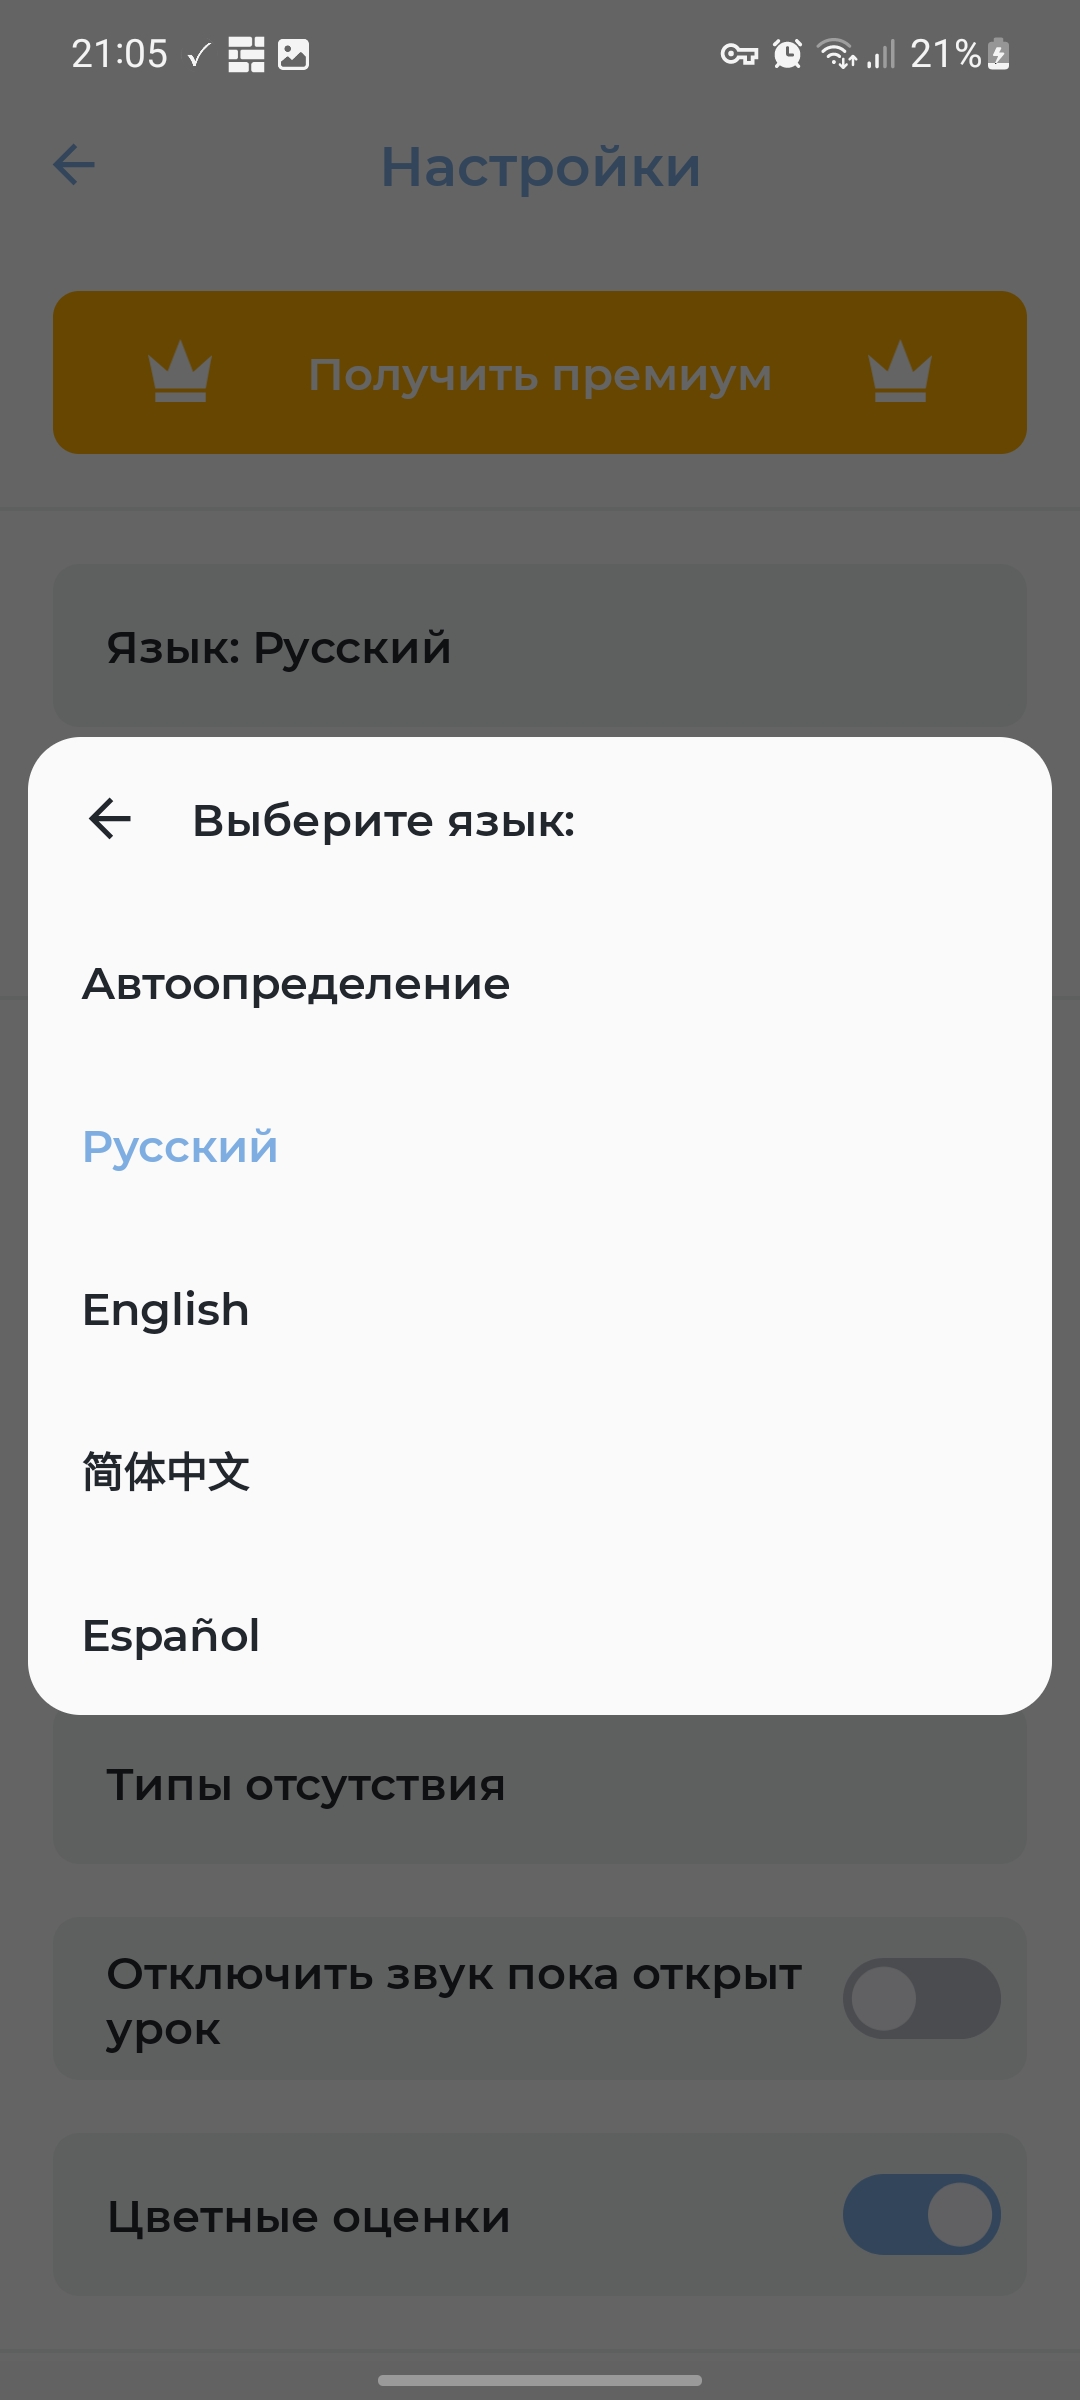 21:05
21%
Настройки
Получить премиум
Язык: Русский
Выберите язык:
Автоопределение
Русский
English
简体中文
Español
Типы отсутствия
Отключить звук пока открыт
урок
Цветные оценки